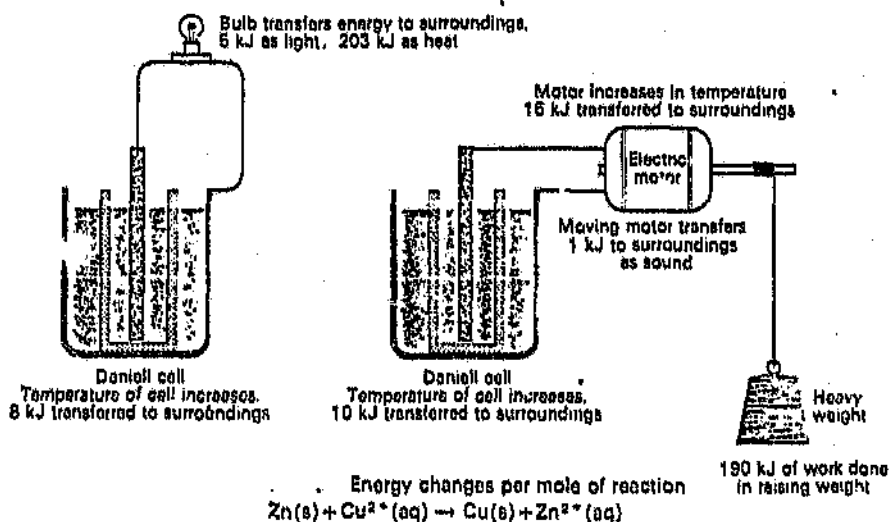 Bulb transfers energy to surroundings.
5 kJ as light, 203 kJ as heat
Motor increases in temperature
16 kJ transferred to surroundings
Electric
motor
Moving motor transfers
1 kJ to surroundings
as sound
Daniell cell
Temperature of cell increases.
8 kJ transferred to surroundings
Daniell cell
Temperature of cell increases.
10 kJ transferred to surroundings
Heavy
weight
190 kJ of work done
in raising weight
Energy changes per mole of reaction
Zn(s) + Cu²⁺(aq) → Cu(s) + Zn²⁺(aq)